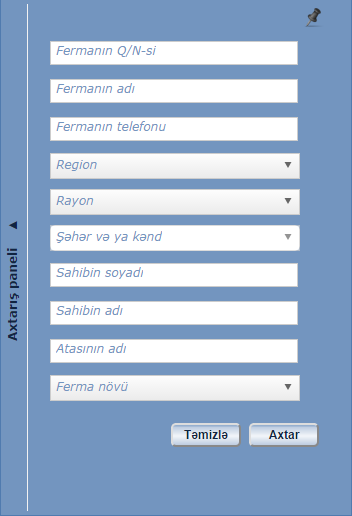 Fermanın Q/N-si
Fermanın adı
Fermanın telefonu
Region
Rayon
Şəhər və ya kənd
Sahibin soyadı
Sahibin adı
Atasının adı
Ferma növü
Təmizlə Axtar
Axtarış paneli